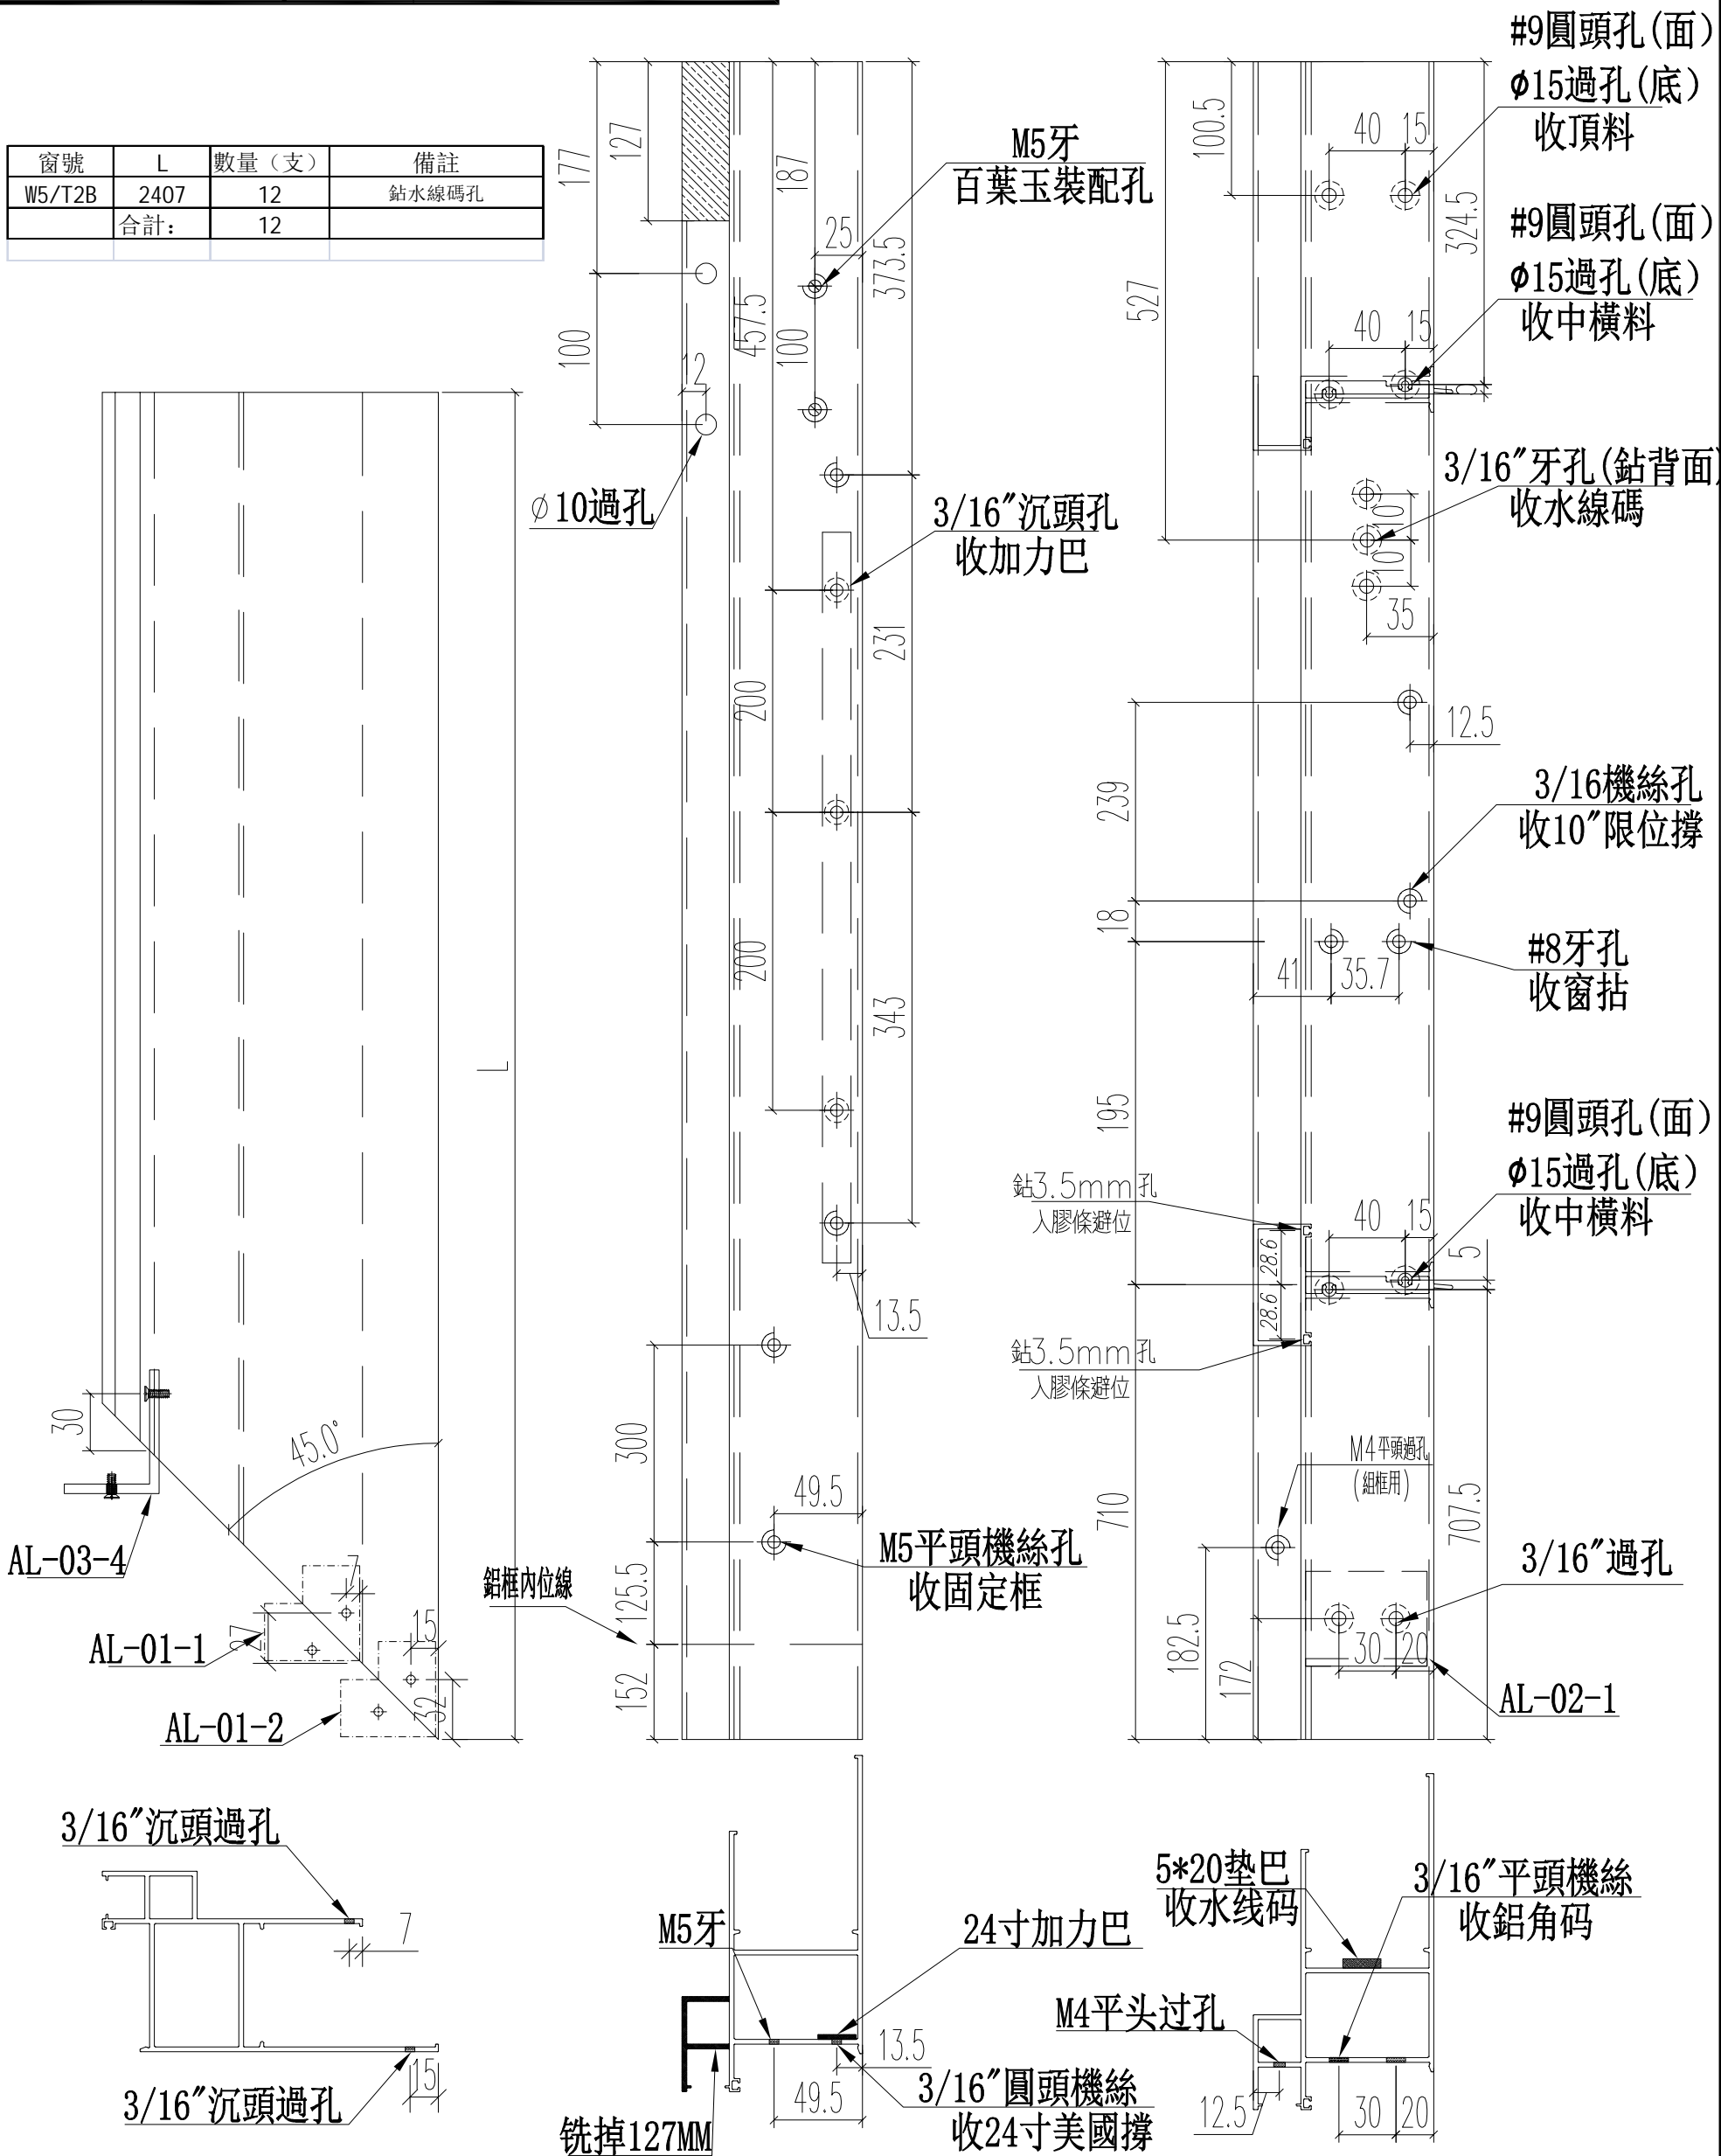 窗號 L 數量（支） 備註
W5/T2B 2407 12 鉆水線碼孔
合計： 12
L
30
45.0°
AL-03-4
7
AL-01-1
27
15
AL-01-2
32
3/16"沉頭過孔
7
3/16"沉頭過孔
15
177
127
187
M5牙
百葉玉裝配孔
25
373.5
457.5
100
100
12
∅10過孔
3/16"沉頭孔
收加力巴
231
200
200
343
13.5
300
49.5
M5平頭機絲孔
收固定框
鋁框內位線
125.5
152
M5牙
24寸加力巴
13.5
49.5
3/16"圓頭機絲
收24寸美國撐
铣掉127MM
#9圓頭孔(面)
ϕ15過孔(底)
收頂料
100.5
40 15
324.5
#9圓頭孔(面)
ϕ15過孔(底)
收中橫料
527
40 15
3/16"牙孔(鉆背面)
收水線碼
10
10
35
12.5
239
3/16機絲孔
收10"限位撐
18
#8牙孔
收窗拈
41 35.7
195
#9圓頭孔(面)
ϕ15過孔(底)
收中橫料
鉆3.5mm孔
入膠條避位
40 15
5
28.6
28.6
鉆3.5mm孔
入膠條避位
M4平頭過孔
(組框用)
710
707.5
3/16"過孔
182.5
172
30 20
AL-02-1
5*20垫巴
收水线码
3/16"平頭機絲
收鋁角码
M4平头过孔
12.5
30 20